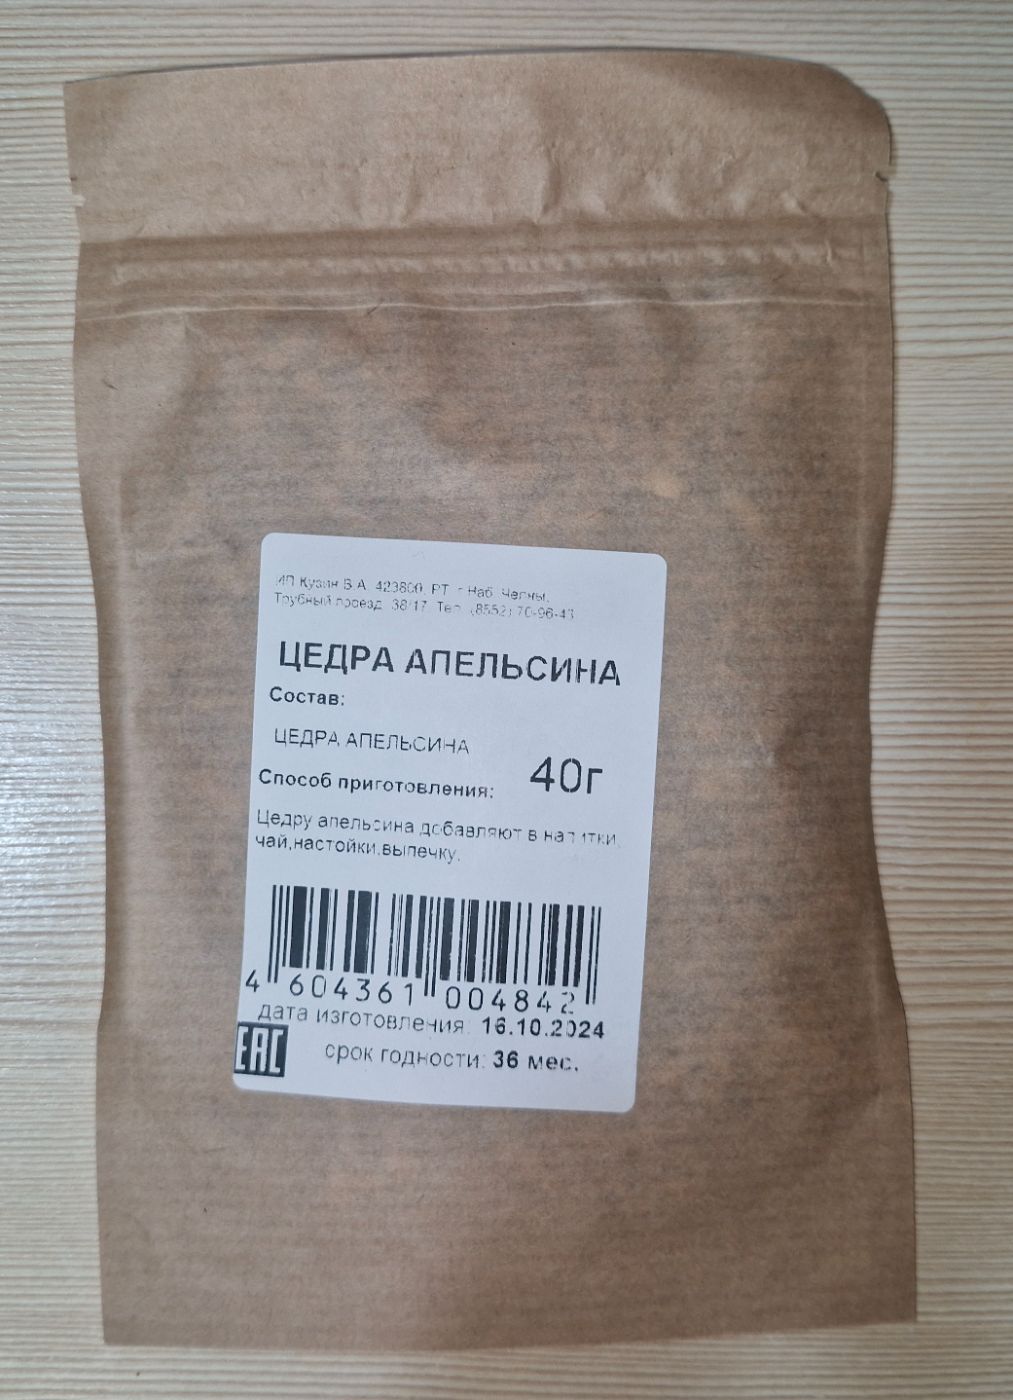 ИП Кузин В.А. 423800, РТ, г Наб. Челны,
Трубный проезд, 38/17, Тел. (8552) 70-96-43
ЦЕДРА АПЕЛЬСИНА
Состав:
ЦЕДРА АПЕЛЬСИНА
40г
Способ приготовления:
Цедру апельсина добавляют в напитки,
чай,настойки,выпечку.
4 604361 004842
дата изготовления: 16.10.2024
EAC
срок годности: 36 мес.